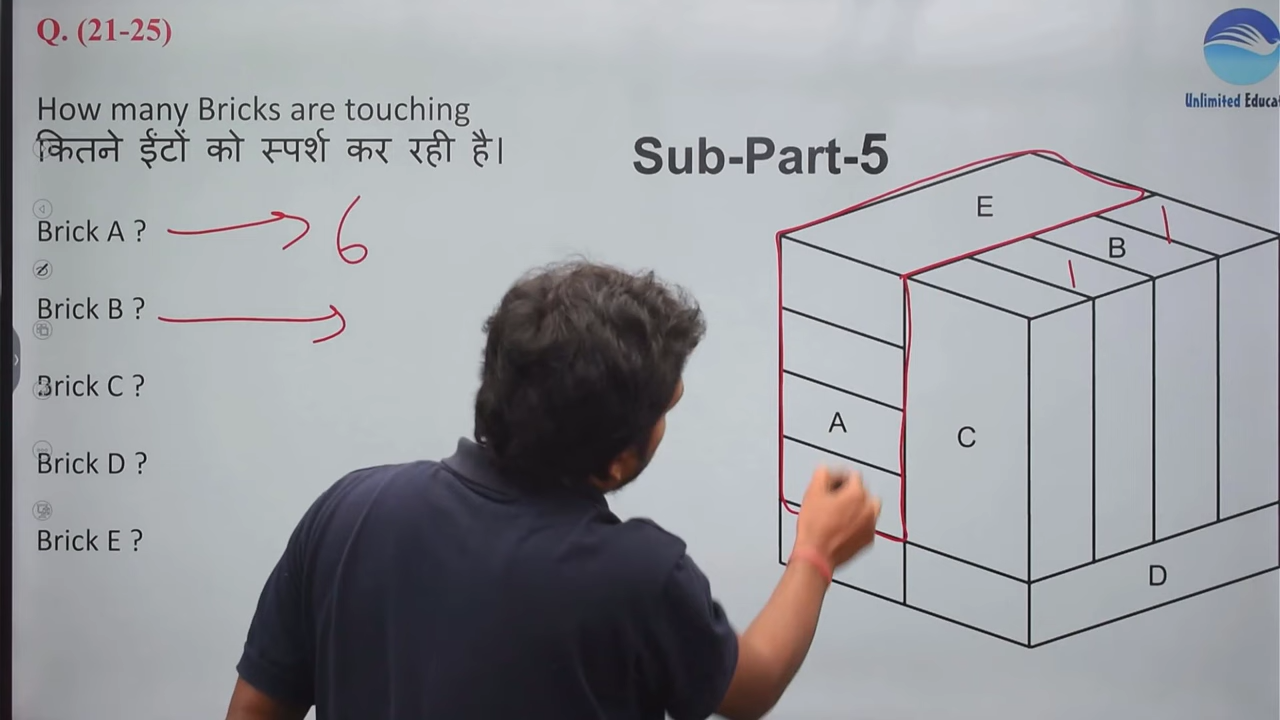 Q. (21-25)
How many Bricks are touching
कितने ईंटों को स्पर्श कर रही है।
Sub-Part-5
Brick A ? 6
Brick B ?
Brick C ?
Brick D ?
Brick E ?
E
B
A
C
D
Unlimited